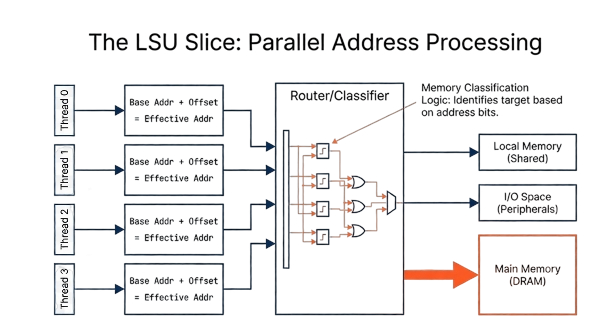 The LSU Slice: Parallel Address Processing
Thread 0
Base Addr + Offset
= Effective Addr
Thread 1
Base Addr + Offset
= Effective Addr
Thread 2
Base Addr + Offset
= Effective Addr
Thread 3
Base Addr + Offset
= Effective Addr
Router/Classifier
Memory Classification
Logic: Identifies target based
on address bits.
Local Memory
(Shared)
I/O Space
(Peripherals)
Main Memory
(DRAM)